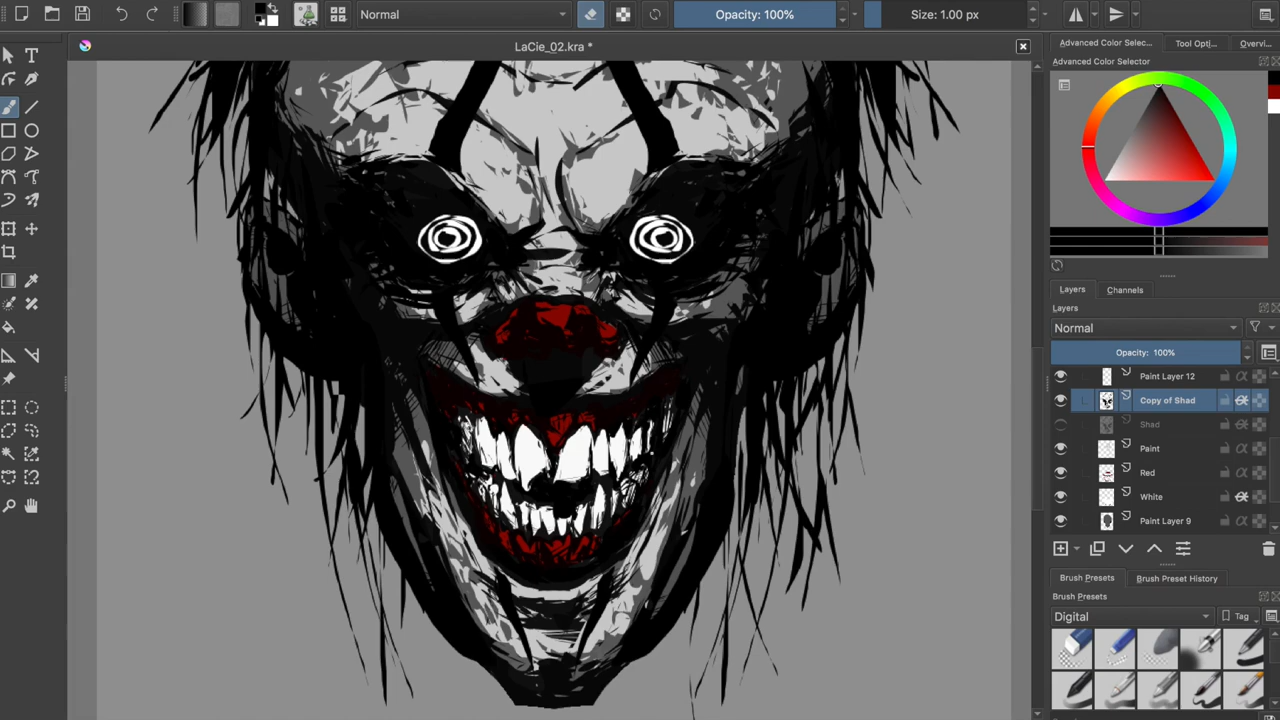 Normal
Opacity: 100%
Size: 1.00 px
LaCie_02.kra *
Advanced Color Selec...
Tool Opti...
Overvi...
Advanced Color Selector
Layers
Channels
Layers
Normal
Opacity: 100%
Paint Layer 12
Copy of Shad
Shad
Paint
Red
White
Paint Layer 9
Brush Presets
Brush Preset History
Brush Presets
Digital
Tag